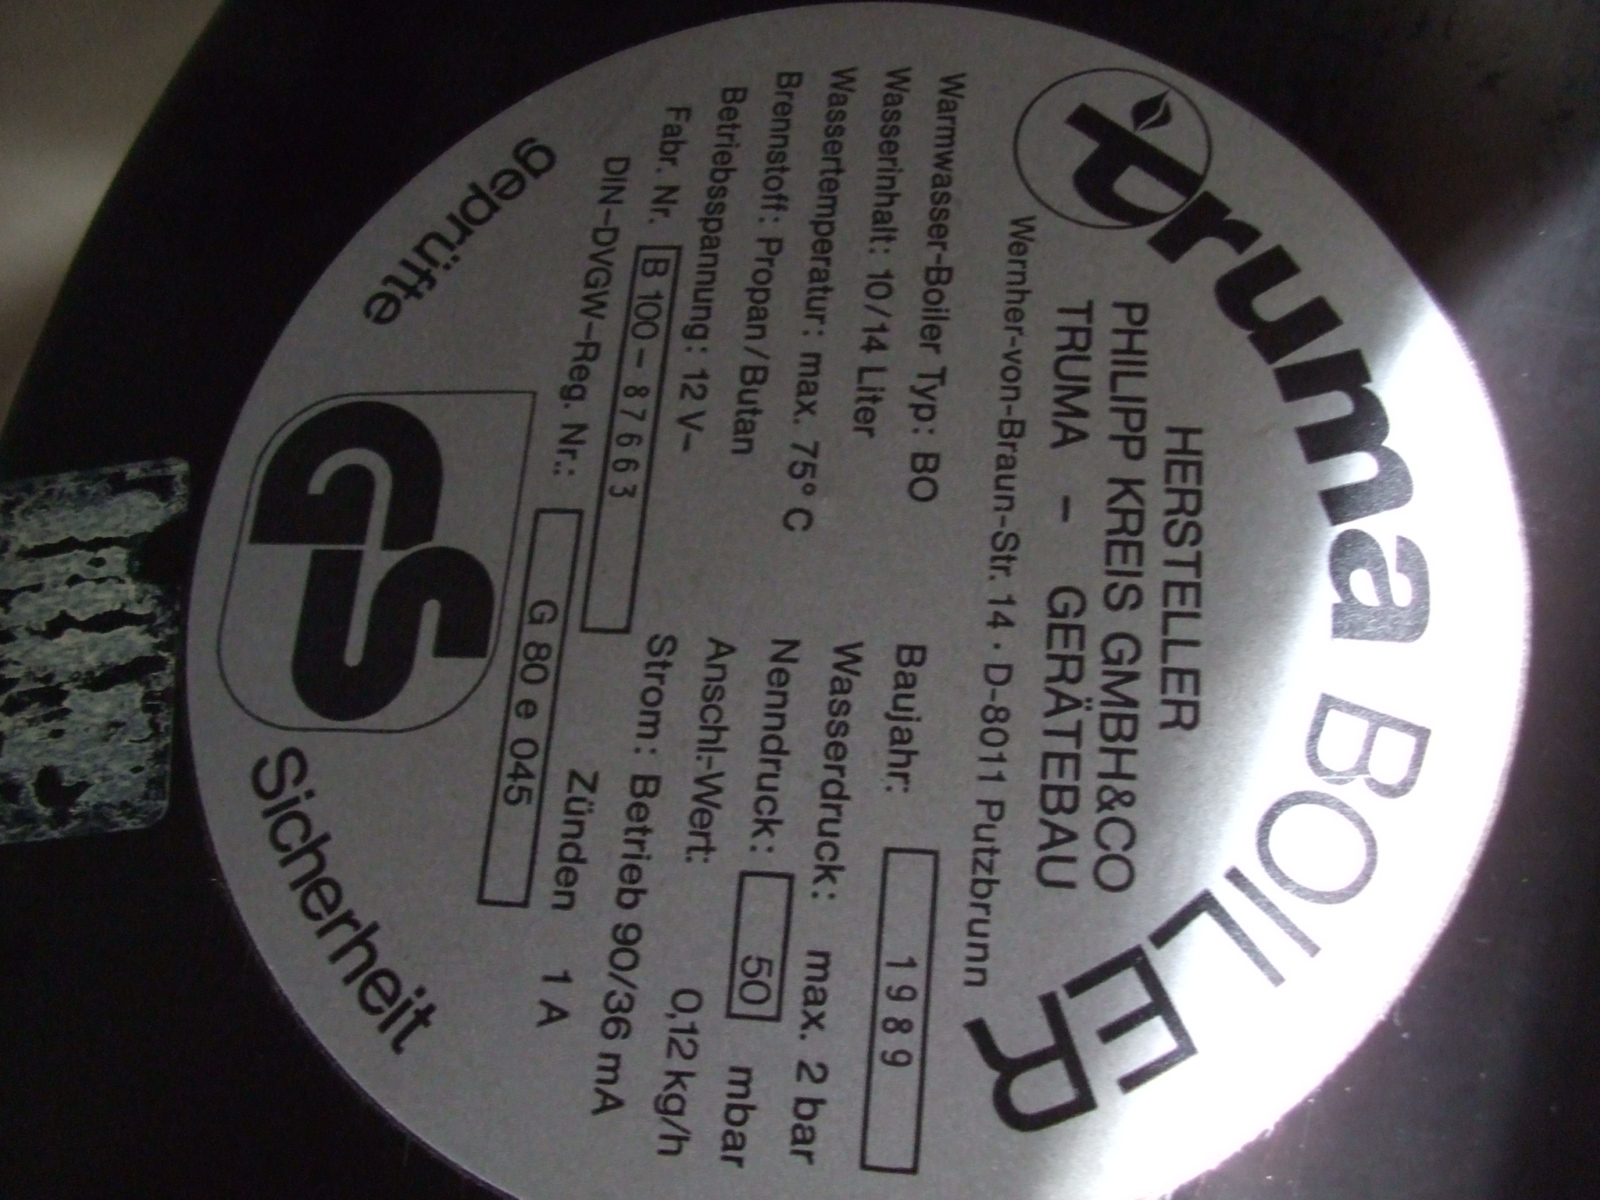 truma BOILER
HERSTELLER
PHILIPP KREIS GMBH&CO
TRUMA – GERÄTEBAU
Wernher-von-Braun-Str. 14 · D-8011 Putzbrunn
Warmwasser-Boiler Typ: BO
Wasserinhalt: 10/14 Liter
Wassertemperatur: max. 75°C
Brennstoff: Propan/Butan
Betriebsspannung: 12 V–
Fabr. Nr. B 100 – 87663
Baujahr: 1989
Wasserdruck: max. 2 bar
Nenndruck: 50 mbar
Anschl.-Wert: 0,12 kg/h
Strom: Betrieb 90/36 mA
Zünden 1 A
DIN-DVGW-Reg. Nr.: G 80 e 045
geprüfte
GS
Sicherheit